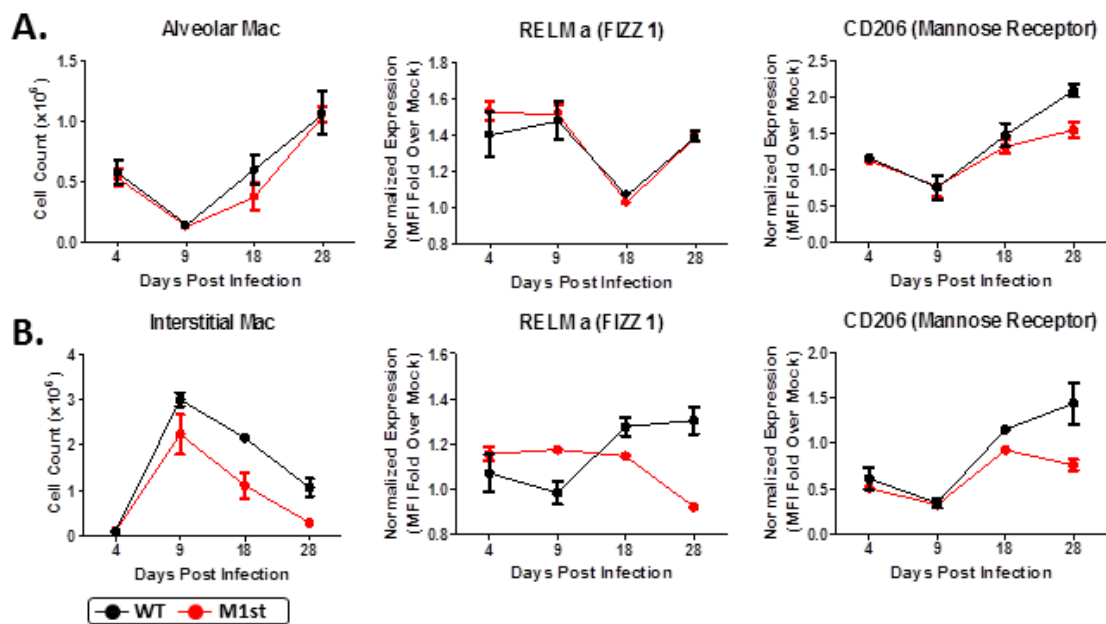 A.
Alveolar Mac
Cell Count (x10⁶)
1.5
1.0
0.5
0.0
4 9 18 28
Days Post Infection
RELM a (FIZZ 1)
Normalized Expression
(MFI Fold Over Mock)
1.8
1.6
1.4
1.2
1.0
0.8
4 9 18 28
Days Post Infection
CD206 (Mannose Receptor)
Normalized Expression
(MFI Fold Over Mock)
2.5
2.0
1.5
1.0
0.5
0.0
4 9 18 28
Days Post Infection
B.
Interstitial Mac
Cell Count (x10⁶)
4
3
2
1
0
4 9 18 28
Days Post Infection
RELM a (FIZZ 1)
Normalized Expression
(MFI Fold Over Mock)
1.6
1.4
1.2
1.0
0.8
4 9 18 28
Days Post Infection
CD206 (Mannose Receptor)
Normalized Expression
(MFI Fold Over Mock)
2.0
1.5
1.0
0.5
0.0
4 9 18 28
Days Post Infection
WT M1st